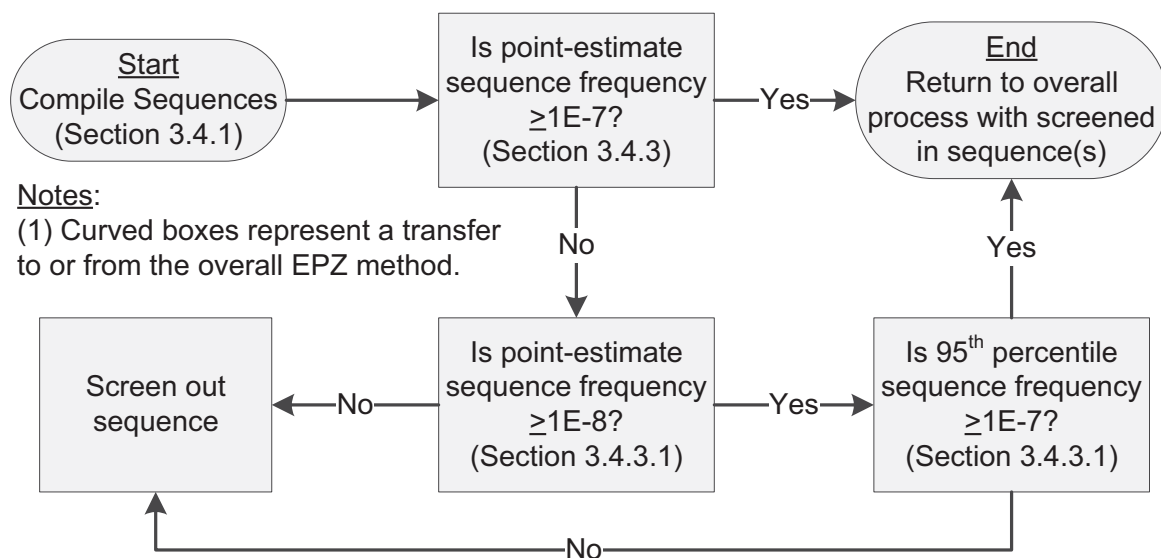 Start
Compile Sequences
(Section 3.4.1)
Is point-estimate
sequence frequency
≥1E-7?
(Section 3.4.3)
Yes
End
Return to overall
process with screened
in sequence(s)
Notes:
(1) Curved boxes represent a transfer
to or from the overall EPZ method.
No
Yes
Screen out
sequence
No
Is point-estimate
sequence frequency
≥1E-8?
(Section 3.4.3.1)
Yes
Is 95th percentile
sequence frequency
≥1E-7?
(Section 3.4.3.1)
No